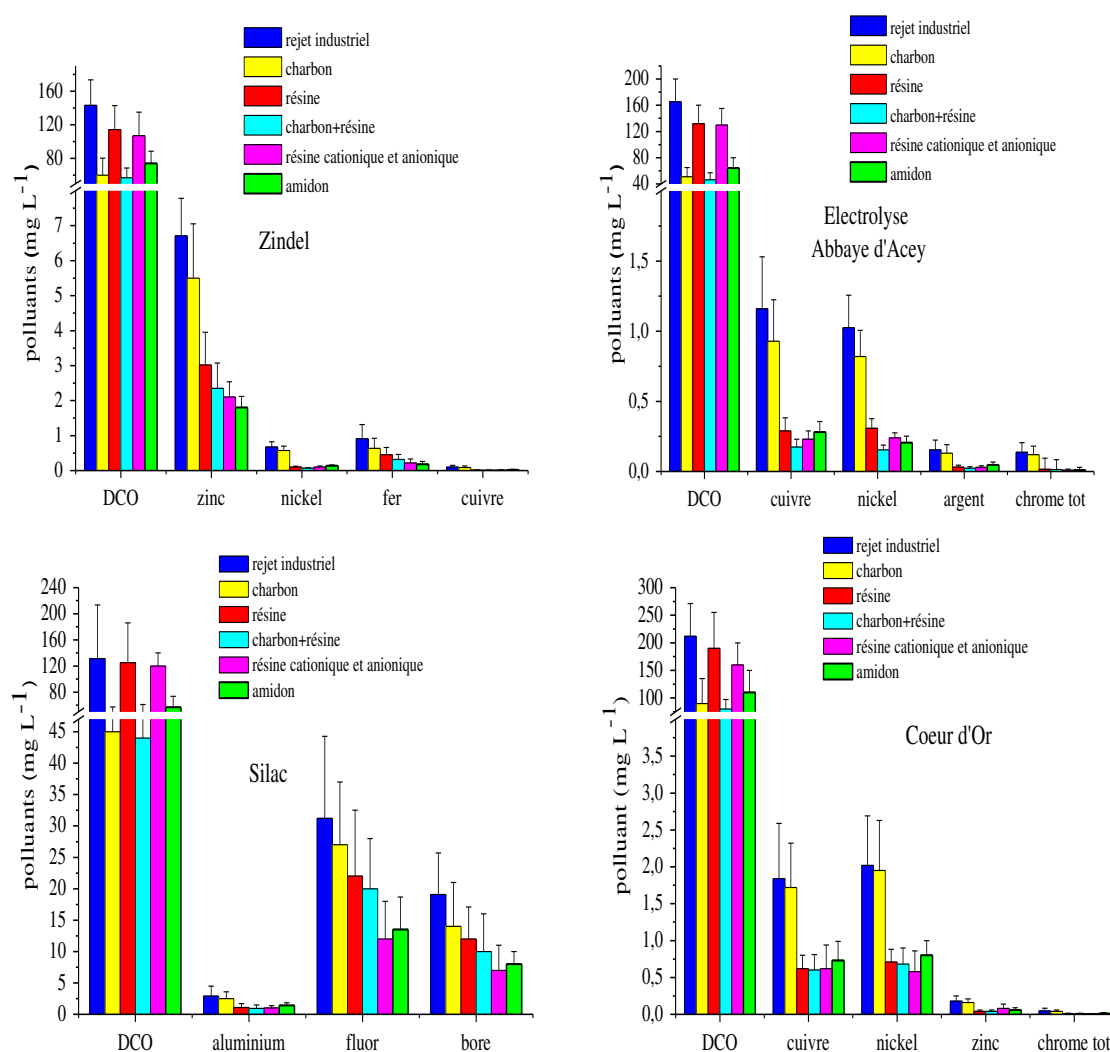 rejet industriel
charbon
résine
charbon+résine
résine cationique et anionique
amidon
Zindel
polluants (mg L⁻¹)
160
120
80
7
6
5
4
3
2
1
0
DCO zinc nickel fer cuivre
rejet industriel
charbon
résine
charbon+résine
résine cationique et anionique
amidon
Electrolyse
Abbaye d'Acey
polluants (mg L⁻¹)
200
160
120
80
40
1,5
1,0
0,5
0,0
DCO cuivre nickel argent chrome tot
rejet industriel
charbon
résine
charbon+résine
résine cationique et anionique
amidon
Silac
polluants (mg L⁻¹)
240
200
160
120
80
45
40
35
30
25
20
15
10
5
0
DCO aluminium fluor bore
rejet industriel
charbon
résine
charbon+résine
résine cationique et anionique
amidon
Coeur d'Or
polluant (mg L⁻¹)
300
250
200
150
100
3,5
3,0
2,5
2,0
1,5
1,0
0,5
0,0
DCO cuivre nickel zinc chrome tot